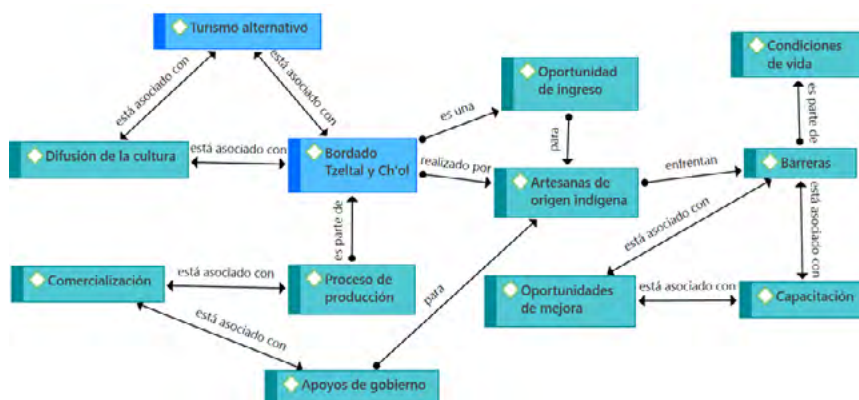 Turismo alternativo
Condiciones
de vida
Oportunidad
de ingreso
está asociado con
está asociado con
es una
es parte de
para
Difusión de la cultura
está asociado con
Bordado
Tzeltal y Ch'ol
realizado por
Artesanas de
origen indígena
enfrentan
Barreras
es parte de
está asociado con
está asociado con
Comercialización
está asociado con
Proceso de
producción
para
Oportunidades
de mejora
está asociado con
Capacitación
está asociado con
Apoyos de gobierno